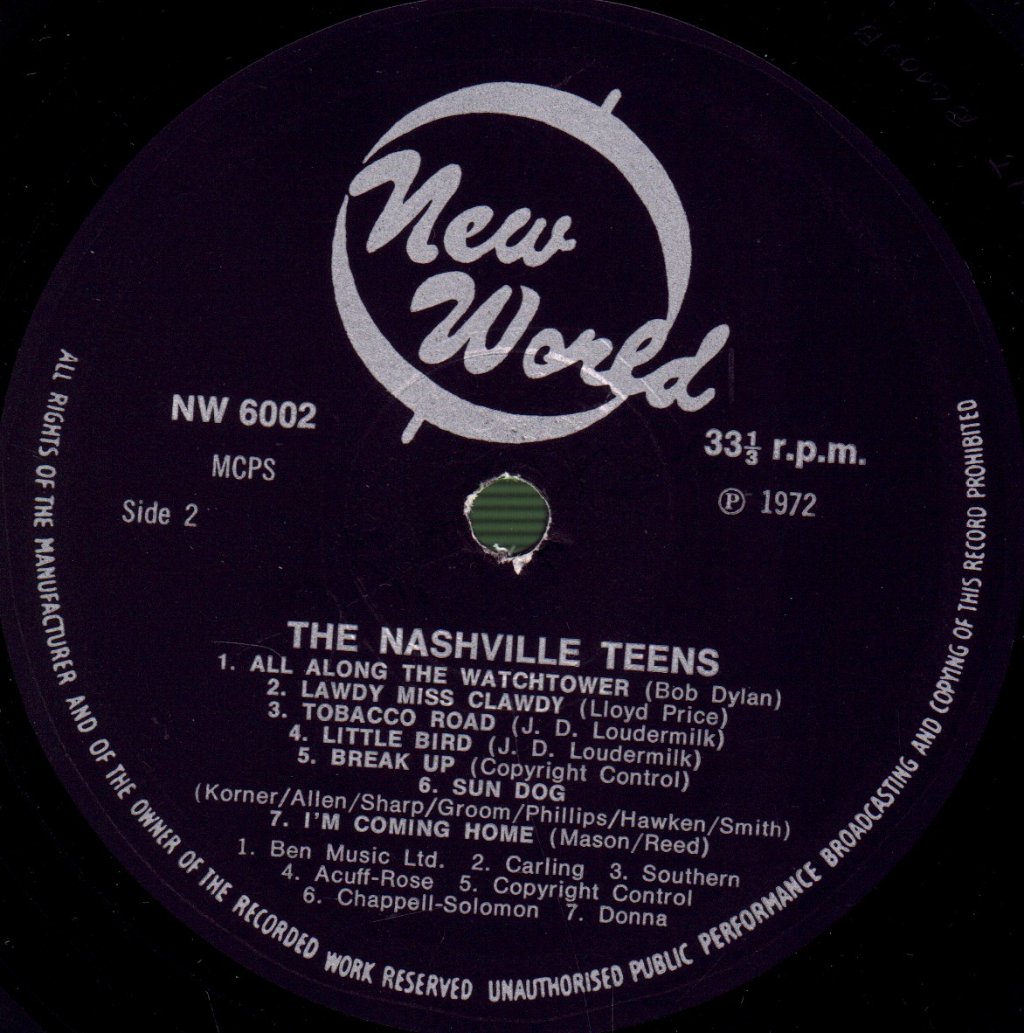 New
World
NW 6002
MCPS
Side 2
33⅓ r.p.m.
℗ 1972
THE NASHVILLE TEENS
1. ALL ALONG THE WATCHTOWER (Bob Dylan)
2. LAWDY MISS CLAWDY (Lloyd Price)
3. TOBACCO ROAD (J. D. Loudermilk)
4. LITTLE BIRD (J. D. Loudermilk)
5. BREAK UP (Copyright Control)
6. SUN DOG
(Korner/Allen/Sharp/Groom/Phillips/Hawken/Smith)
7. I'M COMING HOME (Mason/Reed)
1. Ben Music Ltd. 2. Carling 3. Southern
4. Acuff-Rose 5. Copyright Control
6. Chappell-Solomon 7. Donna
ALL RIGHTS OF THE MANUFACTURER AND OF THE OWNER OF THE RECORDED WORK RESERVED UNAUTHORISED PUBLIC PERFORMANCE BROADCASTING AND COPYING OF THIS RECORD PROHIBITED